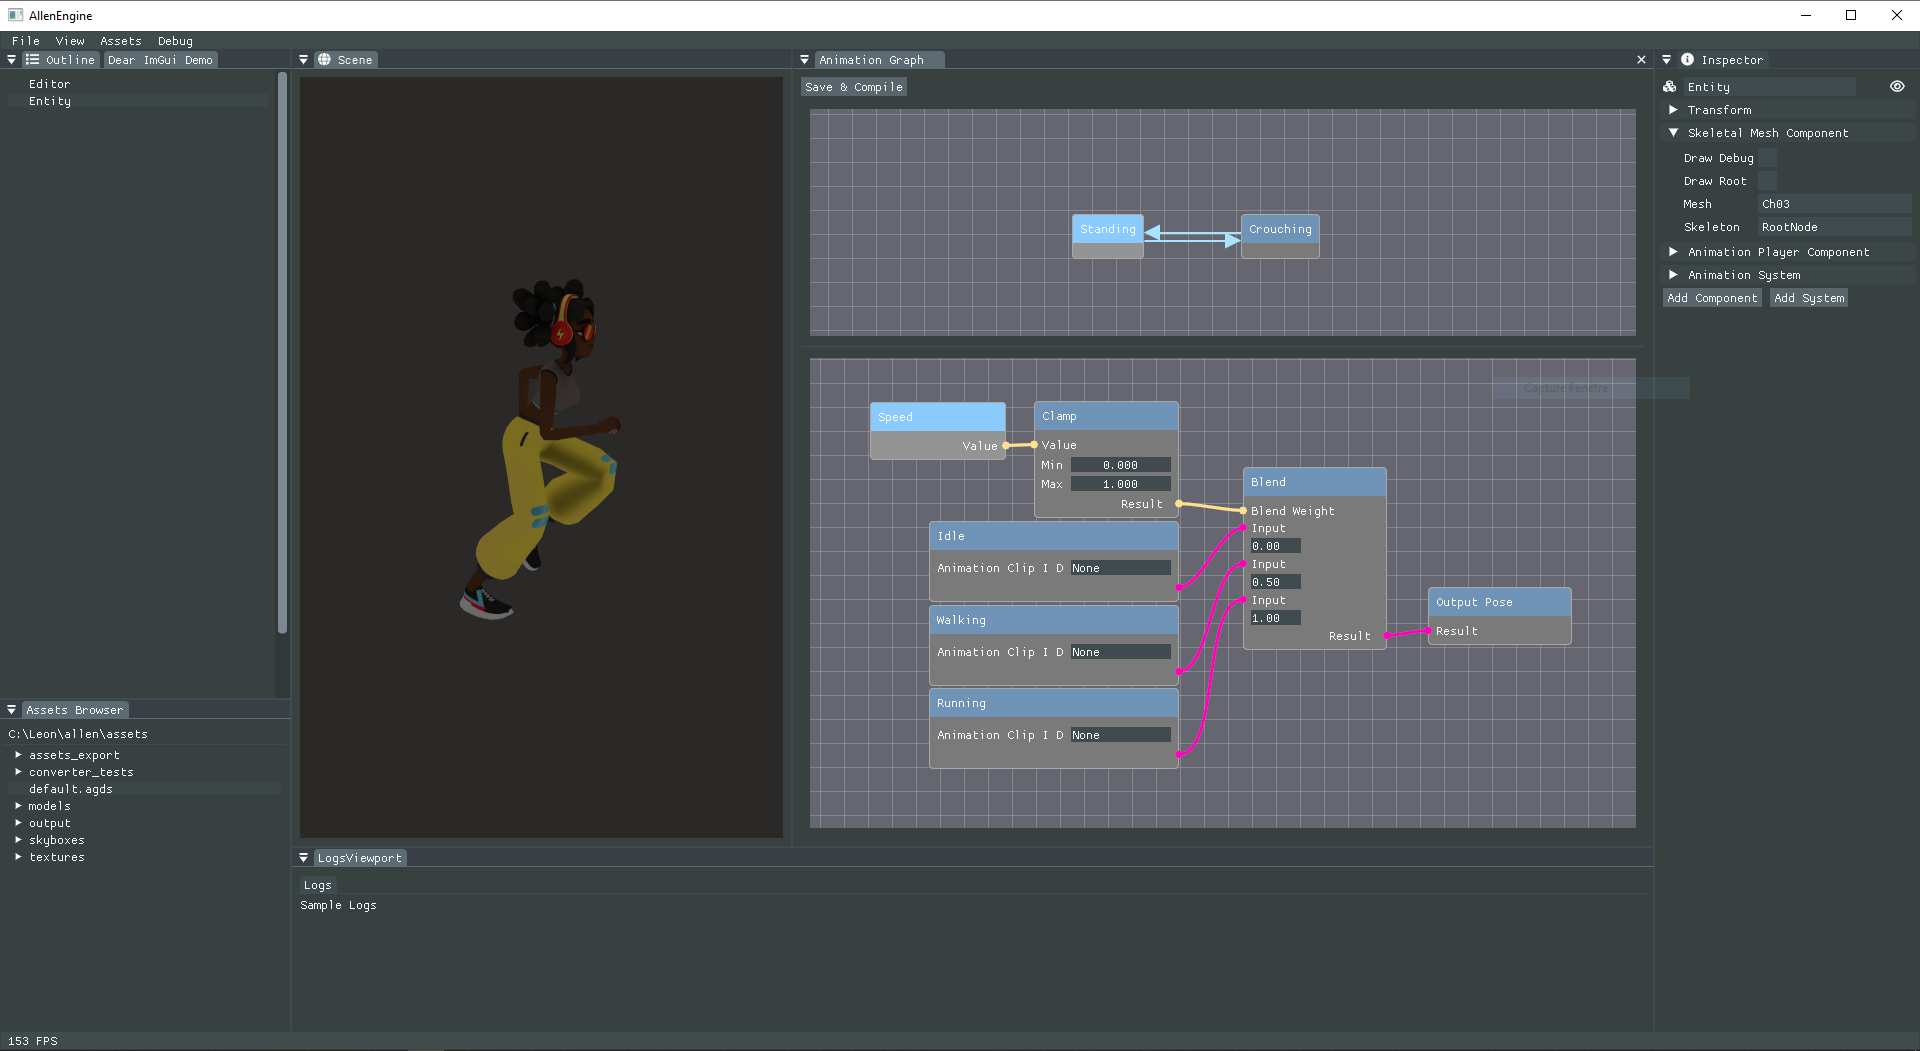 AllenEngine
File View Assets Debug
Outline Dear ImGui Demo
Editor
Entity
Scene
Animation Graph
Save & Compile
Standing
Crouching
Speed
Value
Clamp
Value
Min 0.000
Max 1.000
Result
Idle
Animation Clip I D None
Walking
Animation Clip I D None
Running
Animation Clip I D None
Blend
Blend Weight
Input
0.00
Input
0.50
Input
1.00
Result
Output Pose
Result
Capture Fenêtre
Inspector
Entity
Transform
Skeletal Mesh Component
Draw Debug
Draw Root
Mesh Ch03
Skeleton RootNode
Animation Player Component
Animation System
Add Component Add System
Assets Browser
C:\Leon\allen\assets
assets_export
converter_tests
default.agds
models
output
skyboxes
textures
LogsViewport
Logs
Sample Logs
153 FPS